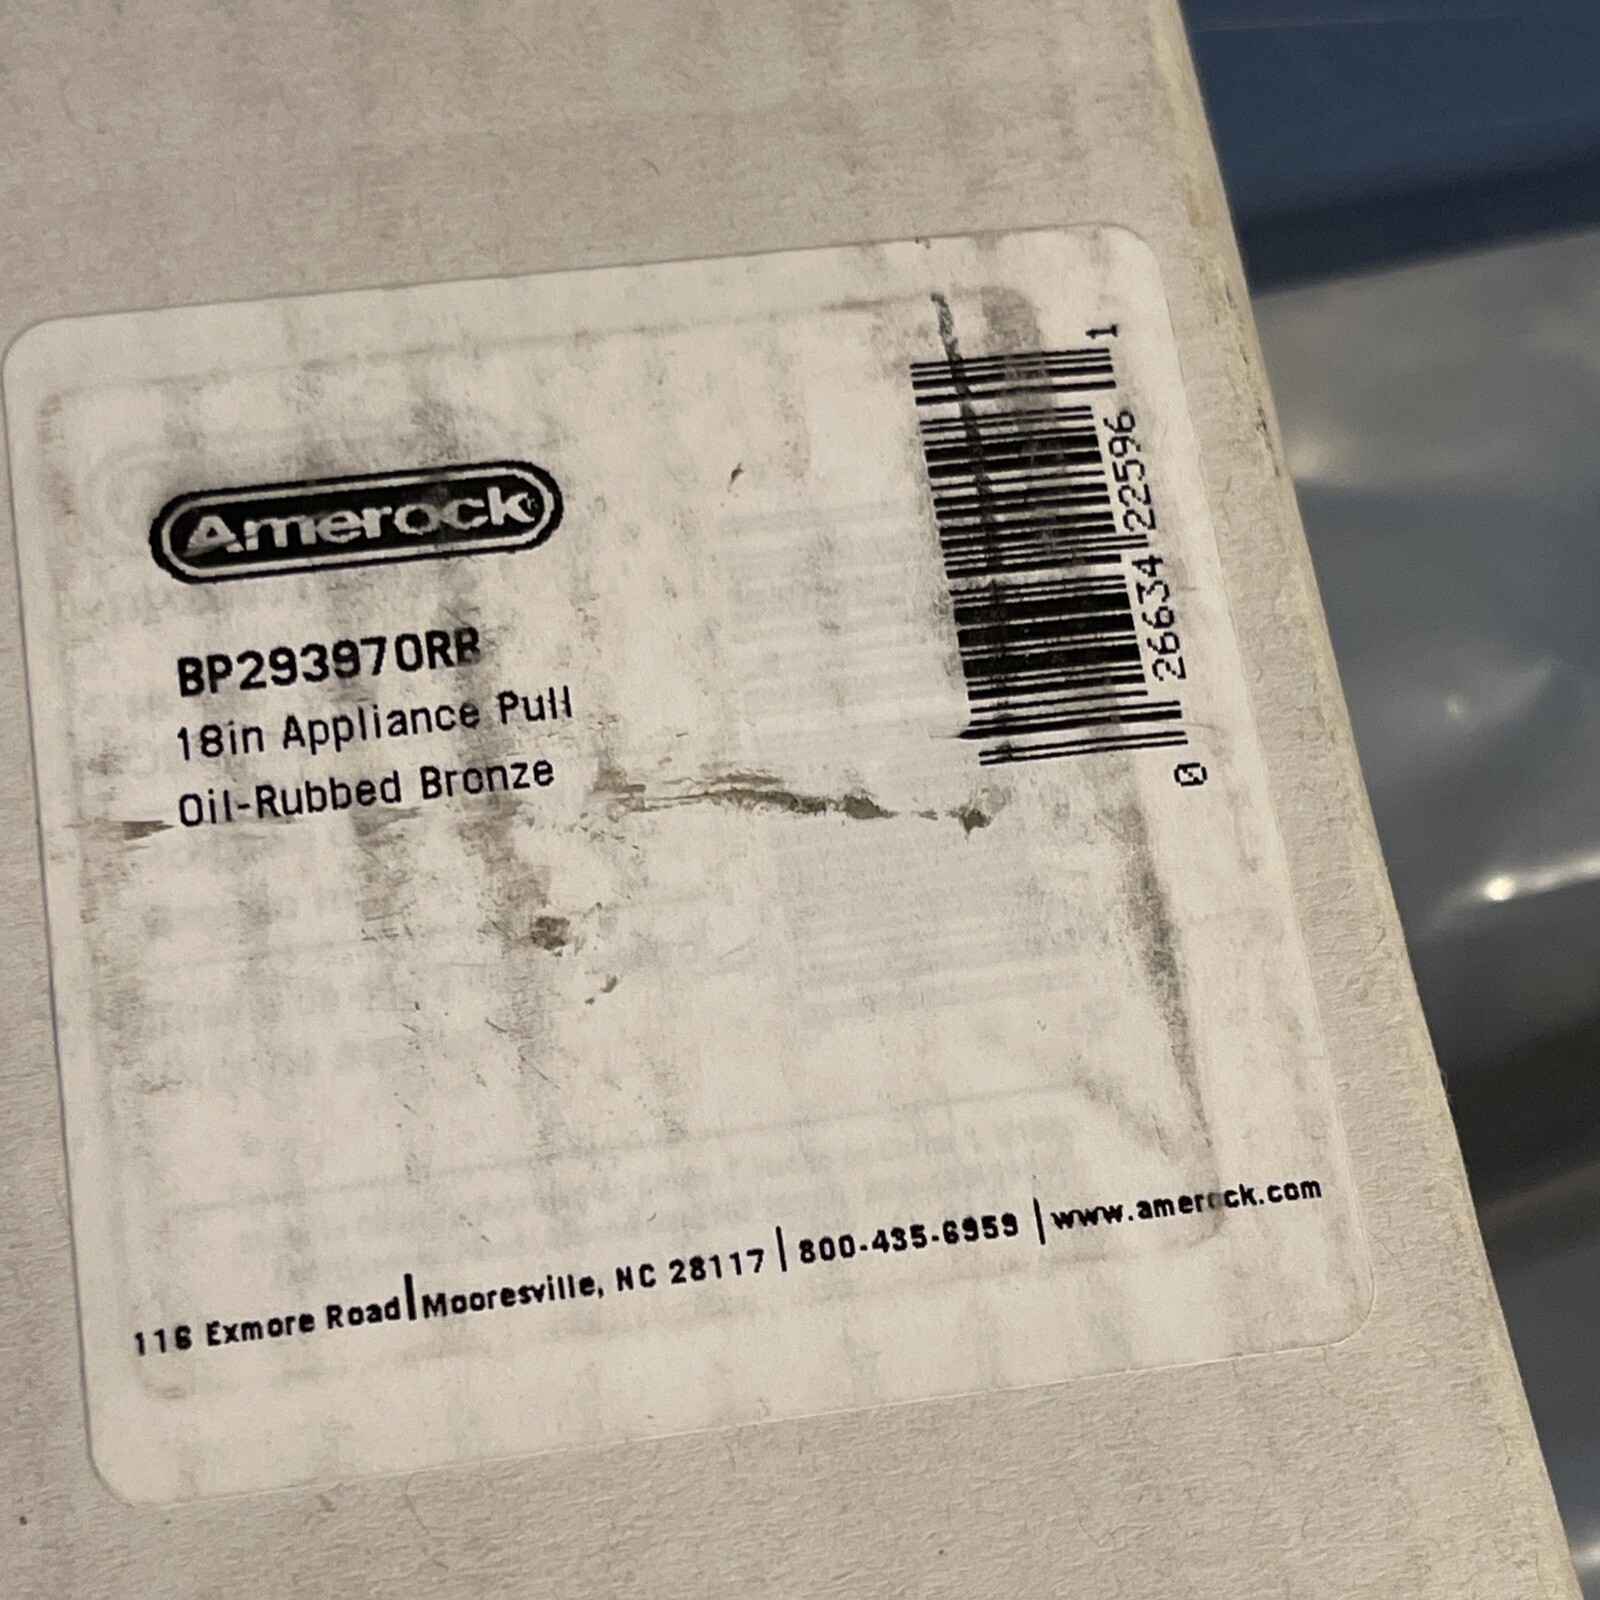 Amerock
BP293970RB
18in Appliance Pull
Oil-Rubbed Bronze
0 26634 22596 1
116 Exmore Road|Mooresville, NC 28117|800-435-6959|www.amerock.com